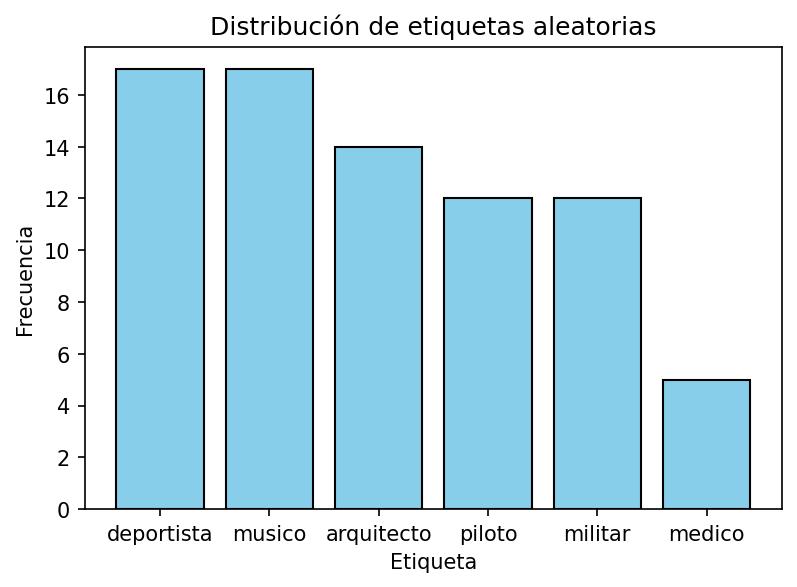 Distribución de etiquetas aleatorias
Frecuencia
16
14
12
10
8
6
4
2
0
deportista musico arquitecto piloto militar medico
Etiqueta